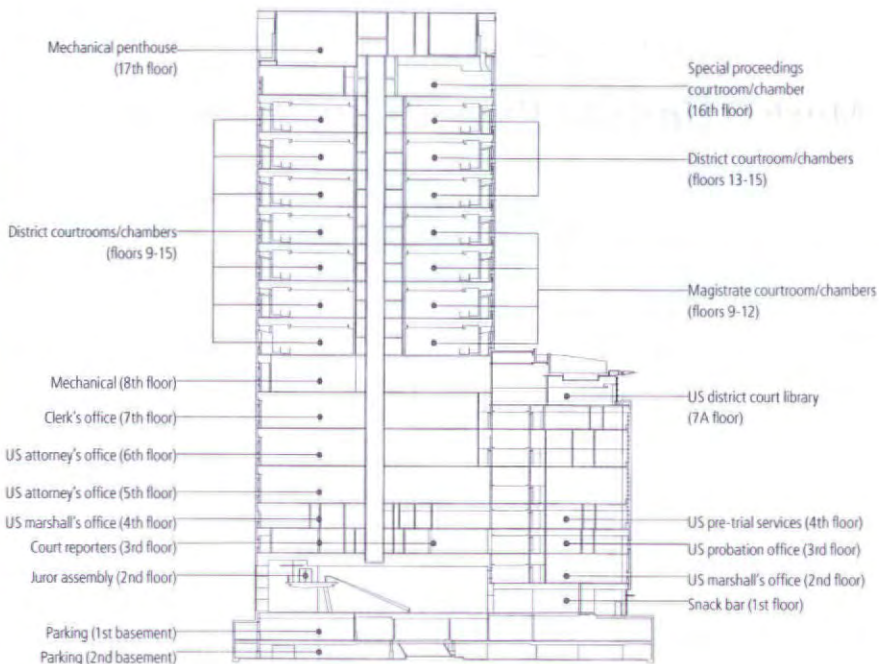 Mechanical penthouse
(17th floor)
District courtrooms/chambers
(floors 9-15)
Mechanical (8th floor)
Clerk's office (7th floor)
US attorney's office (6th floor)
US attorney's office (5th floor)
US marshall's office (4th floor)
Court reporters (3rd floor)
Juror assembly (2nd floor)
Parking (1st basement)
Parking (2nd basement)
Special proceedings
courtroom/chamber
(16th floor)
District courtroom/chambers
(floors 13-15)
Magistrate courtroom/chambers
(floors 9-12)
US district court library
(7A floor)
US pre-trial services (4th floor)
US probation office (3rd floor)
US marshall's office (2nd floor)
Snack bar (1st floor)